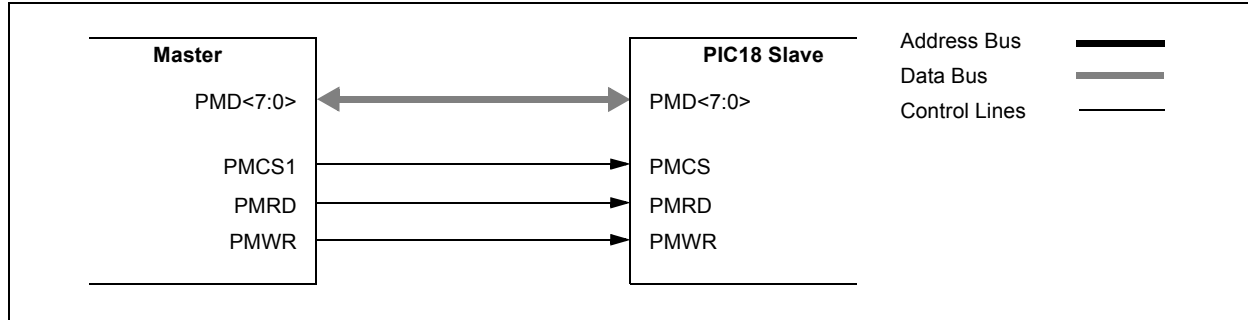 Master
PMD<7:0>
PMCS1
PMRD
PMWR
PIC18 Slave
PMD<7:0>
PMCS
PMRD
PMWR
Address Bus
Data Bus
Control Lines